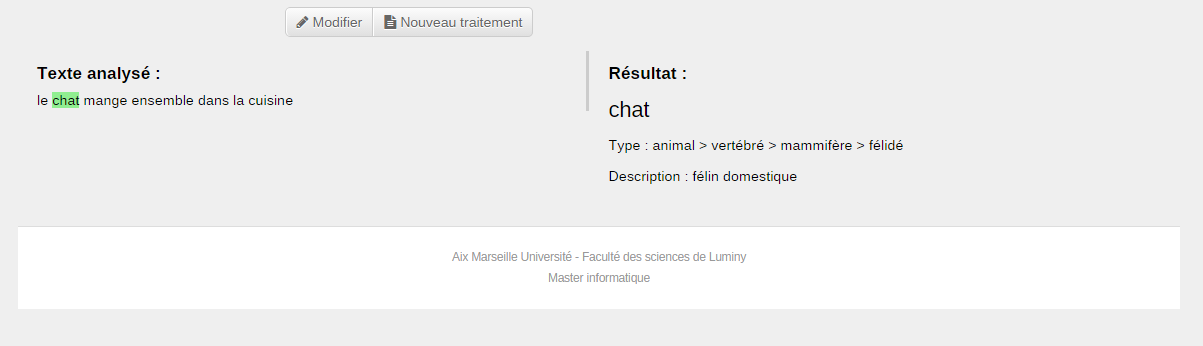 Modifier
Nouveau traitement
Texte analysé :
le chat mange ensemble dans la cuisine
Résultat :
chat
Type : animal > vertébré > mammifère > félidé
Description : félin domestique
Aix Marseille Université - Faculté des sciences de Luminy
Master informatique